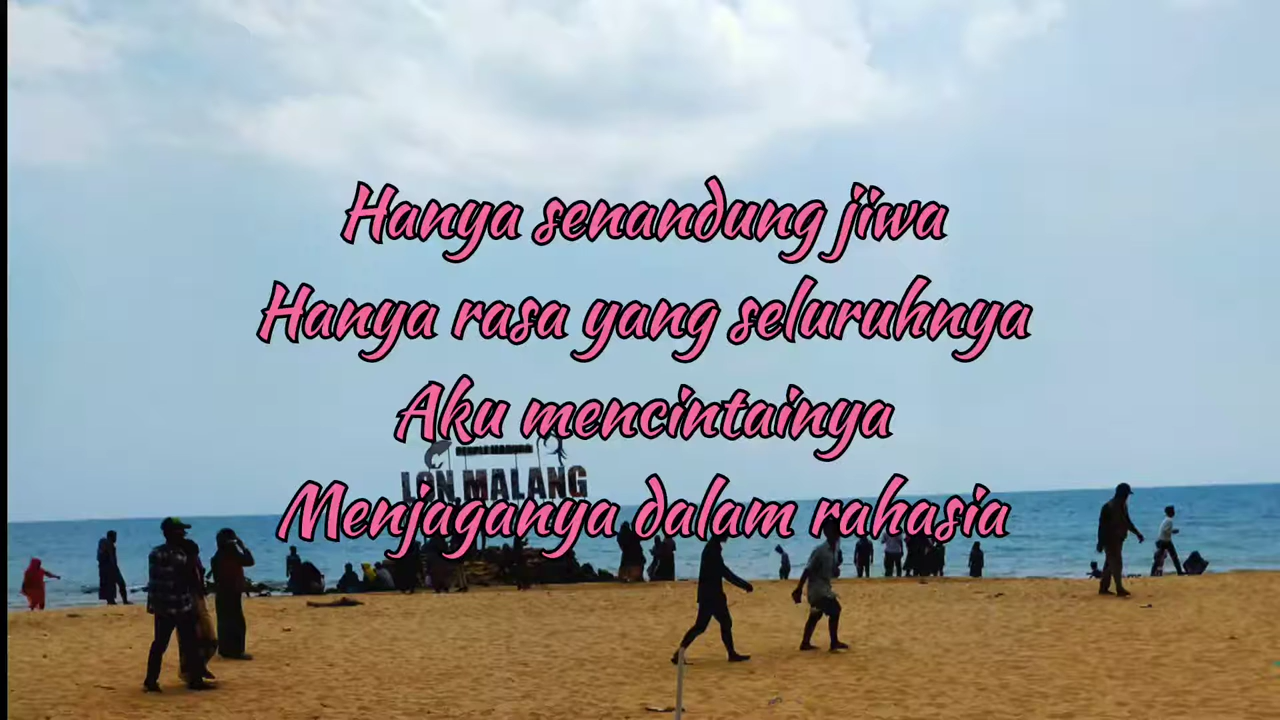 Hanya senandung jiwa
Hanya rasa yang seluruhnya
Aku mencintainya
LON MALANG
Menjaganya dalam rahasia